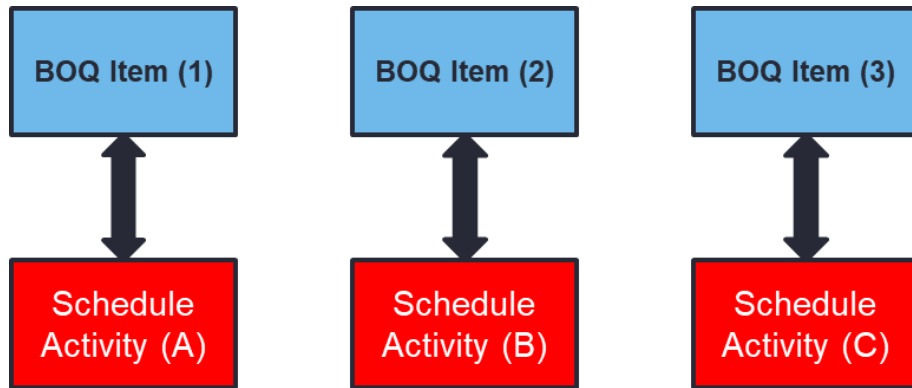 BOQ Item (1)
BOQ Item (2)
BOQ Item (3)
Schedule
Activity (A)
Schedule
Activity (B)
Schedule
Activity (C)